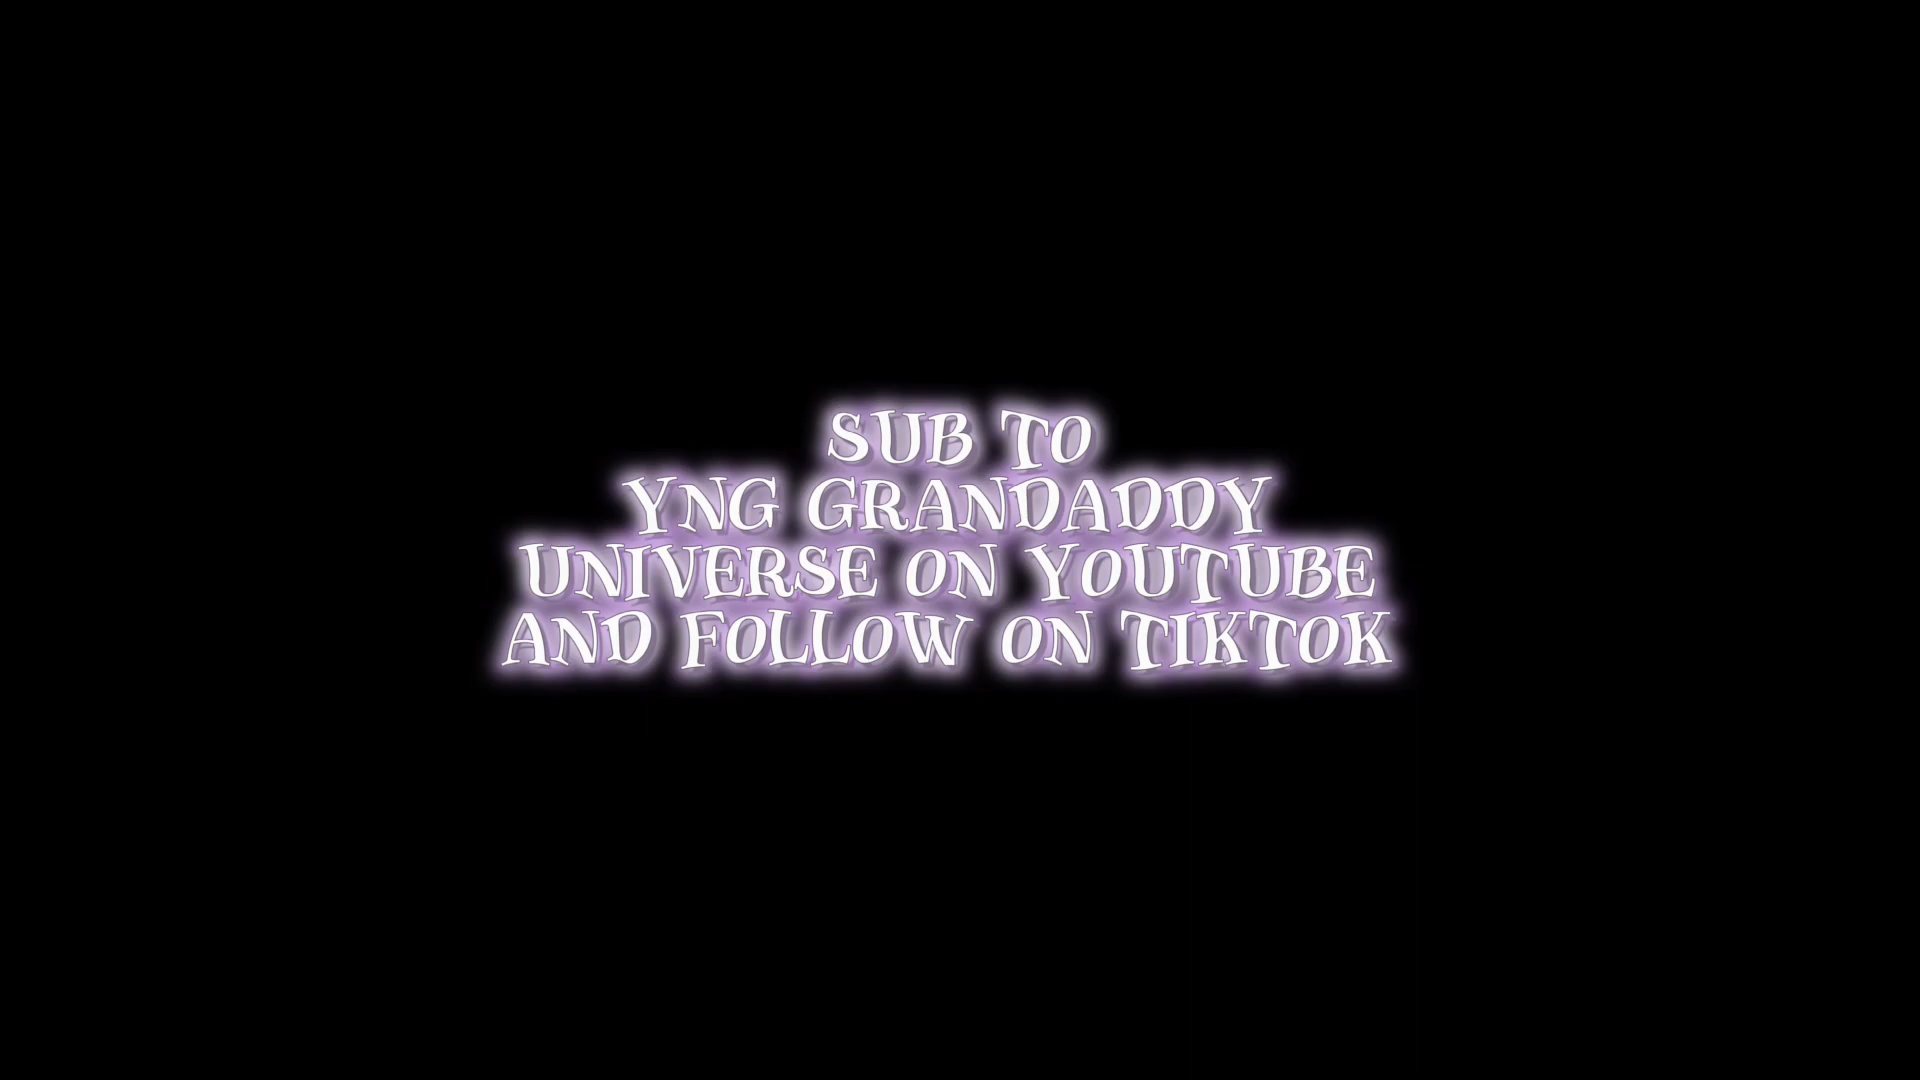 SUB TO
YNG GRANDADDY
UNIVERSE ON YOUTUBE
AND FOLLOW ON TIKTOK